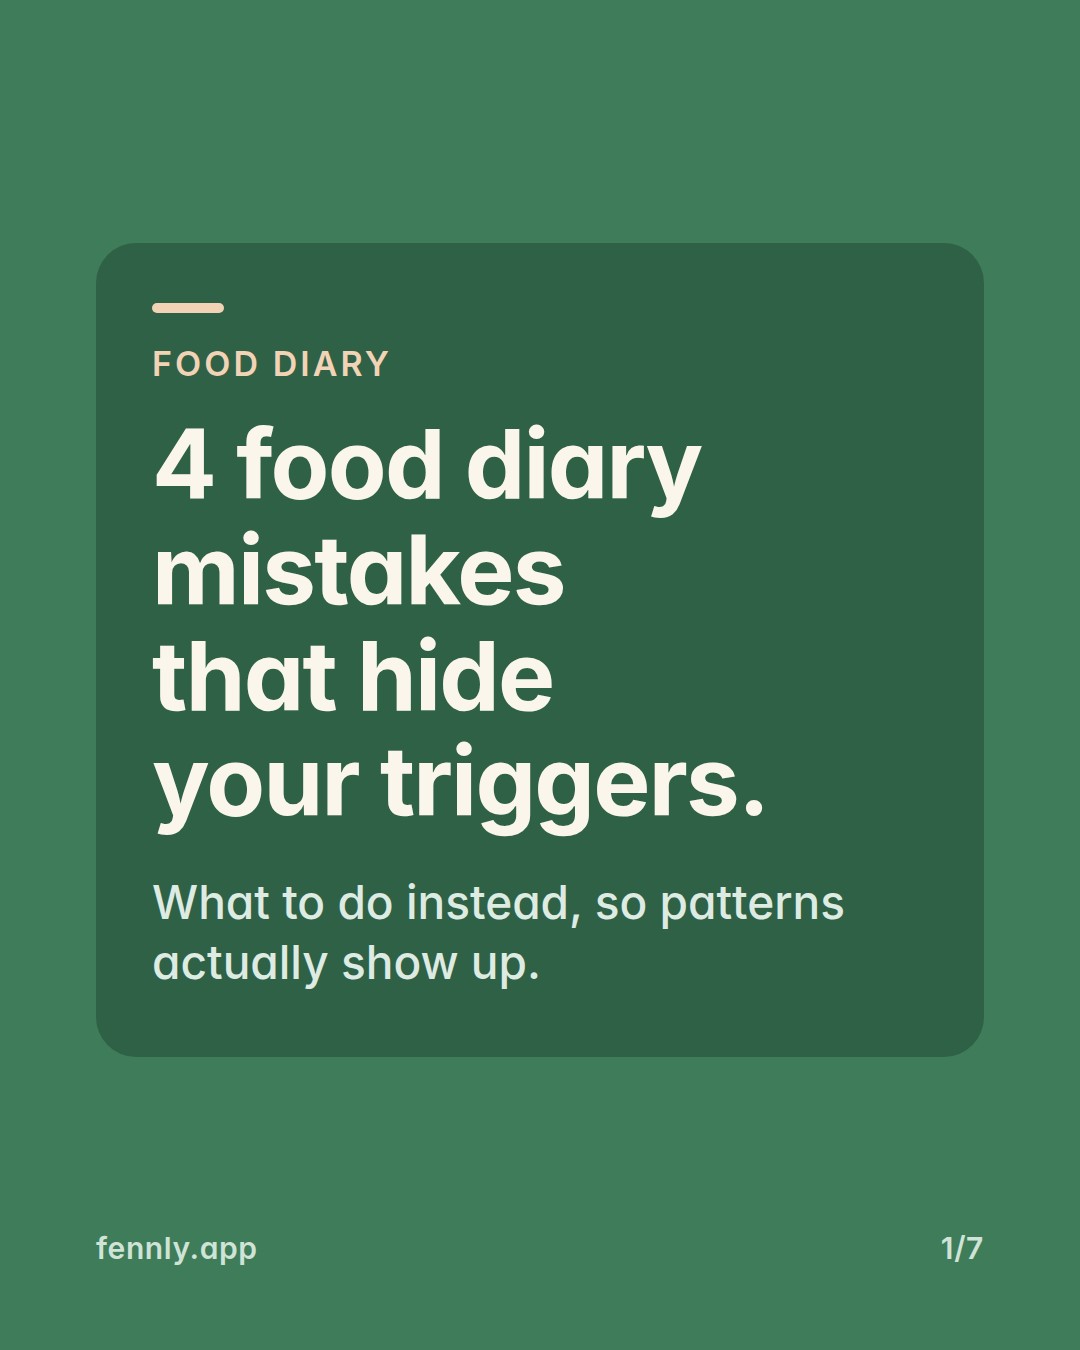 FOOD DIARY
4 food diary
mistakes
that hide
your triggers.
What to do instead, so patterns
actually show up.
fennly.app
1/7